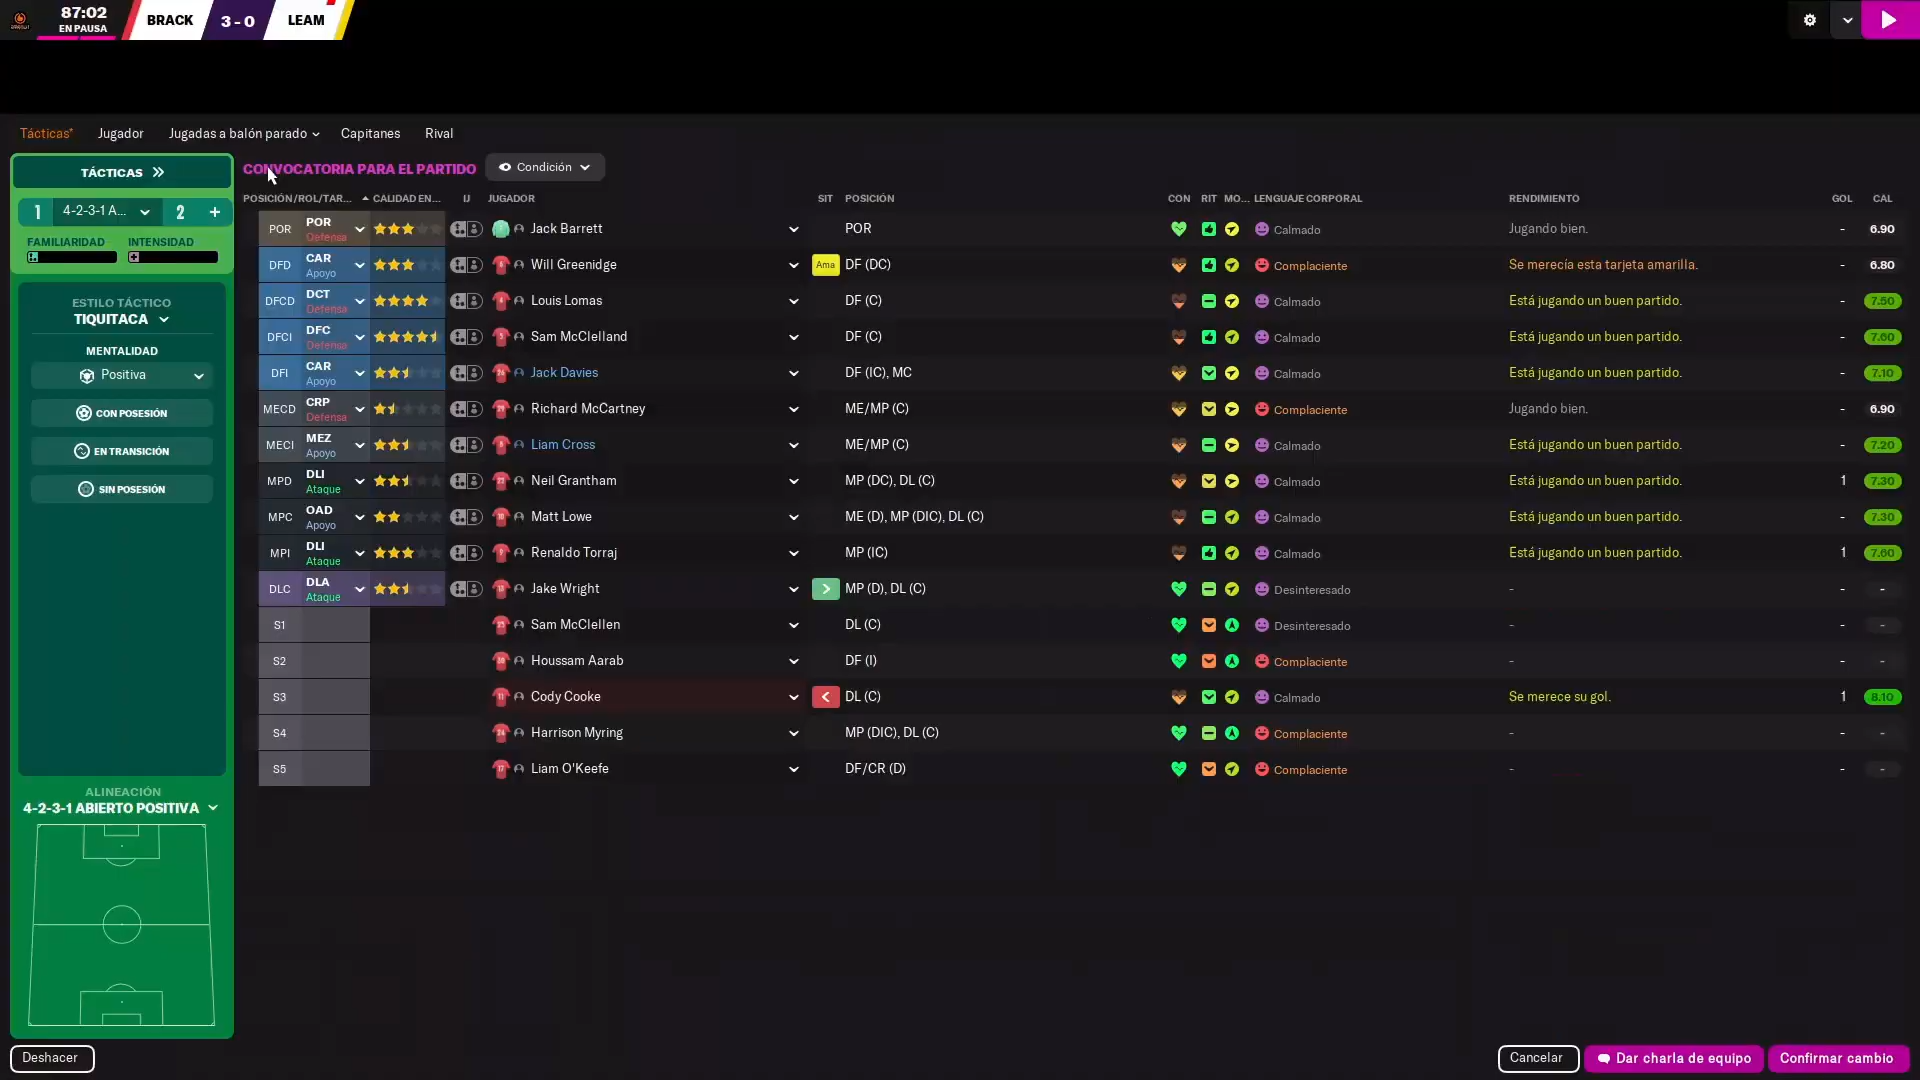 87:02
EN PAUSA
BRACK
3 - 0
LEAM
Tácticas*
Jugador
Jugadas a balón parado
Capitanes
Rival
TÁCTICAS
1
4-2-3-1 A...
2
+
FAMILIARIDAD
INTENSIDAD
ESTILO TÁCTICO
TIQUITACA
MENTALIDAD
Positiva
CON POSESIÓN
EN TRANSICIÓN
SIN POSESIÓN
ALINEACIÓN
4-2-3-1 ABIERTO POSITIVA
CONVOCATORIA PARA EL PARTIDO
Condición
POSICIÓN/ROL/TAR... CALIDAD EN... IJ JUGADOR SIT POSICIÓN CON RIT MO... LENGUAJE CORPORAL RENDIMIENTO GOL CAL
POR POR Defensa Jack Barrett POR Calmado Jugando bien. - 6.90
DFD CAR Apoyo Will Greenidge Ama DF (DC) Complaciente Se merecía esta tarjeta amarilla. - 6.80
DFCD DCT Defensa Louis Lomas DF (C) Calmado Está jugando un buen partido. - 7.50
DFCI DFC Defensa Sam McClelland DF (C) Calmado Está jugando un buen partido. - 7.60
DFI CAR Apoyo Jack Davies DF (IC), MC Calmado Está jugando un buen partido. - 7.10
MECD CRP Defensa Richard McCartney ME/MP (C) Complaciente Jugando bien. - 6.90
MECI MEZ Apoyo Liam Cross ME/MP (C) Calmado Está jugando un buen partido. - 7.20
MPD DLI Ataque Neil Grantham MP (DC), DL (C) Calmado Está jugando un buen partido. 1 7.30
MPC OAD Apoyo Matt Lowe ME (D), MP (DIC), DL (C) Calmado Está jugando un buen partido. - 7.30
MPI DLI Ataque Renaldo Torraj MP (IC) Calmado Está jugando un buen partido. 1 7.60
DLC DLA Ataque Jake Wright MP (D), DL (C) Desinteresado - - -
S1 Sam McClellen DL (C) Desinteresado - - -
S2 Houssam Aarab DF (I) Complaciente - - -
S3 Cody Cooke DL (C) Calmado Se merece su gol. 1 8.10
S4 Harrison Myring MP (DIC), DL (C) Complaciente - - -
S5 Liam O'Keefe DF/CR (D) Complaciente - - -
Deshacer
Cancelar
Dar charla de equipo
Confirmar cambio